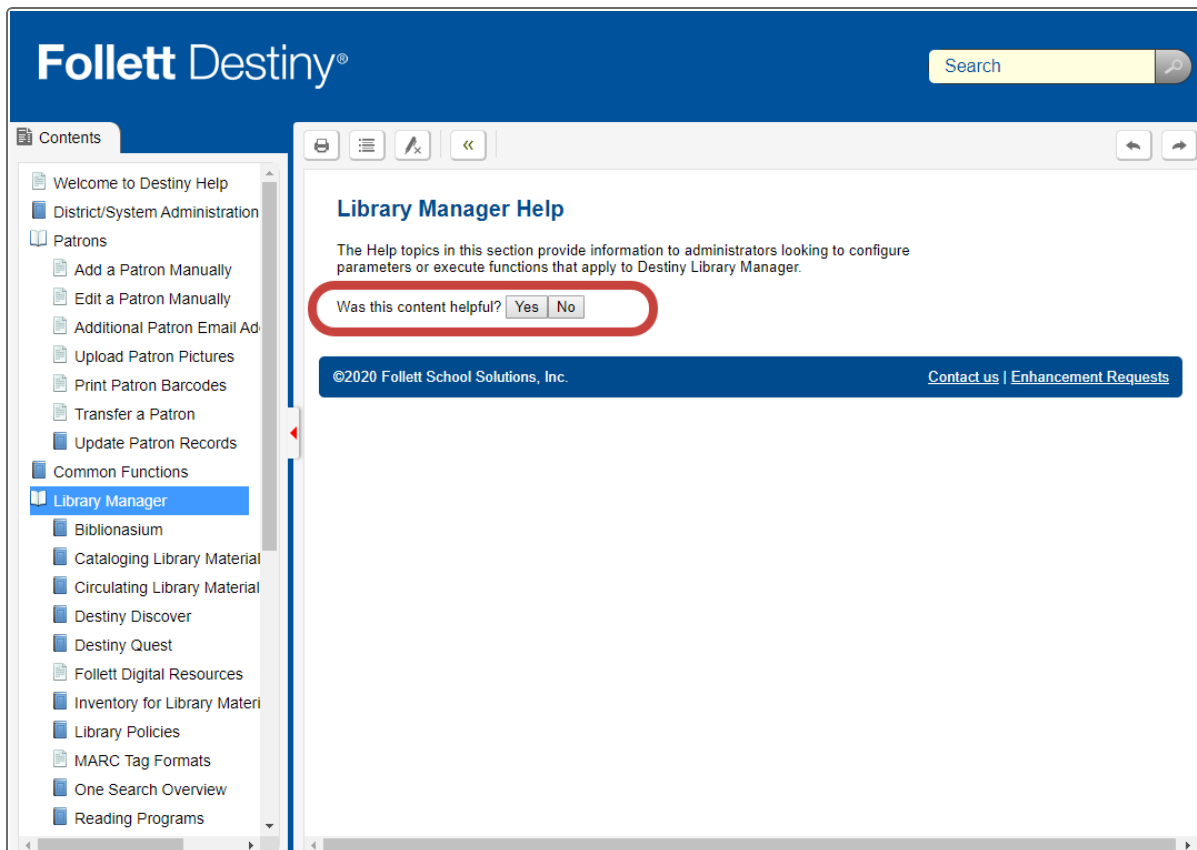 Follett Destiny®
Search
Contents
Welcome to Destiny Help
District/System Administration
Patrons
Add a Patron Manually
Edit a Patron Manually
Additional Patron Email Ad
Upload Patron Pictures
Print Patron Barcodes
Transfer a Patron
Update Patron Records
Common Functions
Library Manager
Biblionasium
Cataloging Library Material
Circulating Library Material
Destiny Discover
Destiny Quest
Follett Digital Resources
Inventory for Library Materi
Library Policies
MARC Tag Formats
One Search Overview
Reading Programs
Library Manager Help
The Help topics in this section provide information to administrators looking to configure
parameters or execute functions that apply to Destiny Library Manager.
Was this content helpful? Yes No
©2020 Follett School Solutions, Inc. Contact us | Enhancement Requests